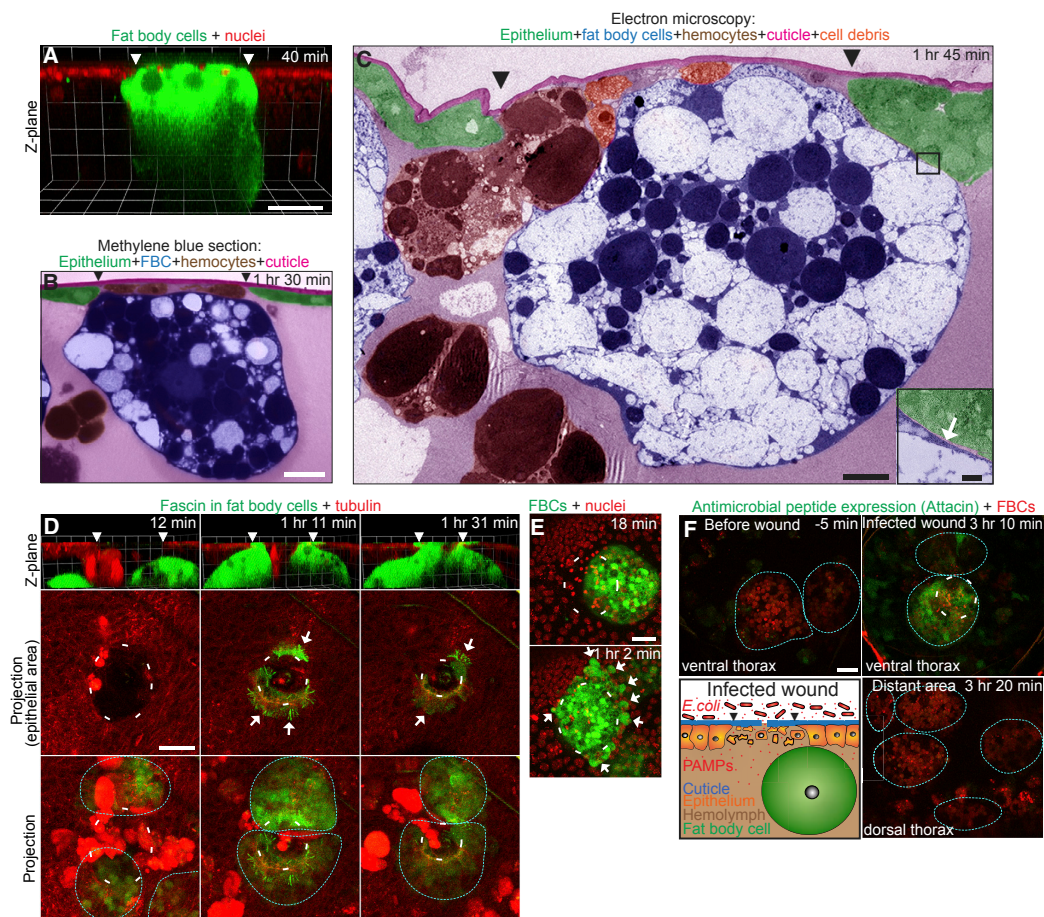 Fat body cells + nuclei
A
40 min
Z-plane
Methylene blue section:
Epithelium+FBC+hemocytes+cuticle
B
1 hr 30 min
Electron microscopy:
Epithelium+fat body cells+hemocytes+cuticle+cell debris
C
1 hr 45 min
Fascin in fat body cells + tubulin
D
12 min
1 hr 11 min
1 hr 31 min
Z-plane
Projection
(epithelial area)
Projection
FBCs + nuclei
E
18 min
1 hr 2 min
Antimicrobial peptide expression (Attacin) + FBCs
F
Before wound
-5 min
ventral thorax
Infected wound
3 hr 10 min
ventral thorax
Infected wound
E.coli
PAMPs
Cuticle
Epithelium
Hemolymph
Fat body cell
Distant area
3 hr 20 min
dorsal thorax